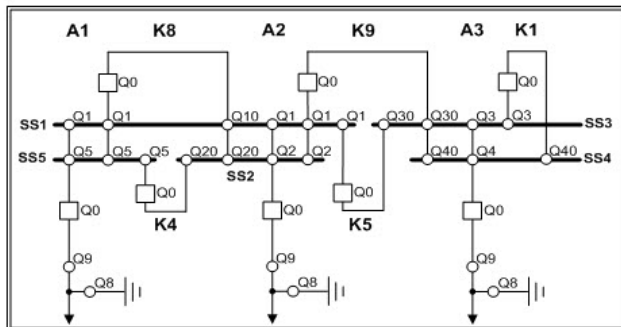 A1 K8 A2 K9 A3 K1
Q0 Q0 Q0
SS1 Q1 Q1 Q10 Q1 Q1 Q1 Q30 Q30 Q3 Q3 SS3
SS5 Q5 Q5 Q5 Q20 Q20 Q2 Q2 Q40 Q4 Q40 SS4
SS2
Q0 Q0
Q0 Q0 Q0
K4 K5
Q9 Q9 Q9
Q8 Q8 Q8